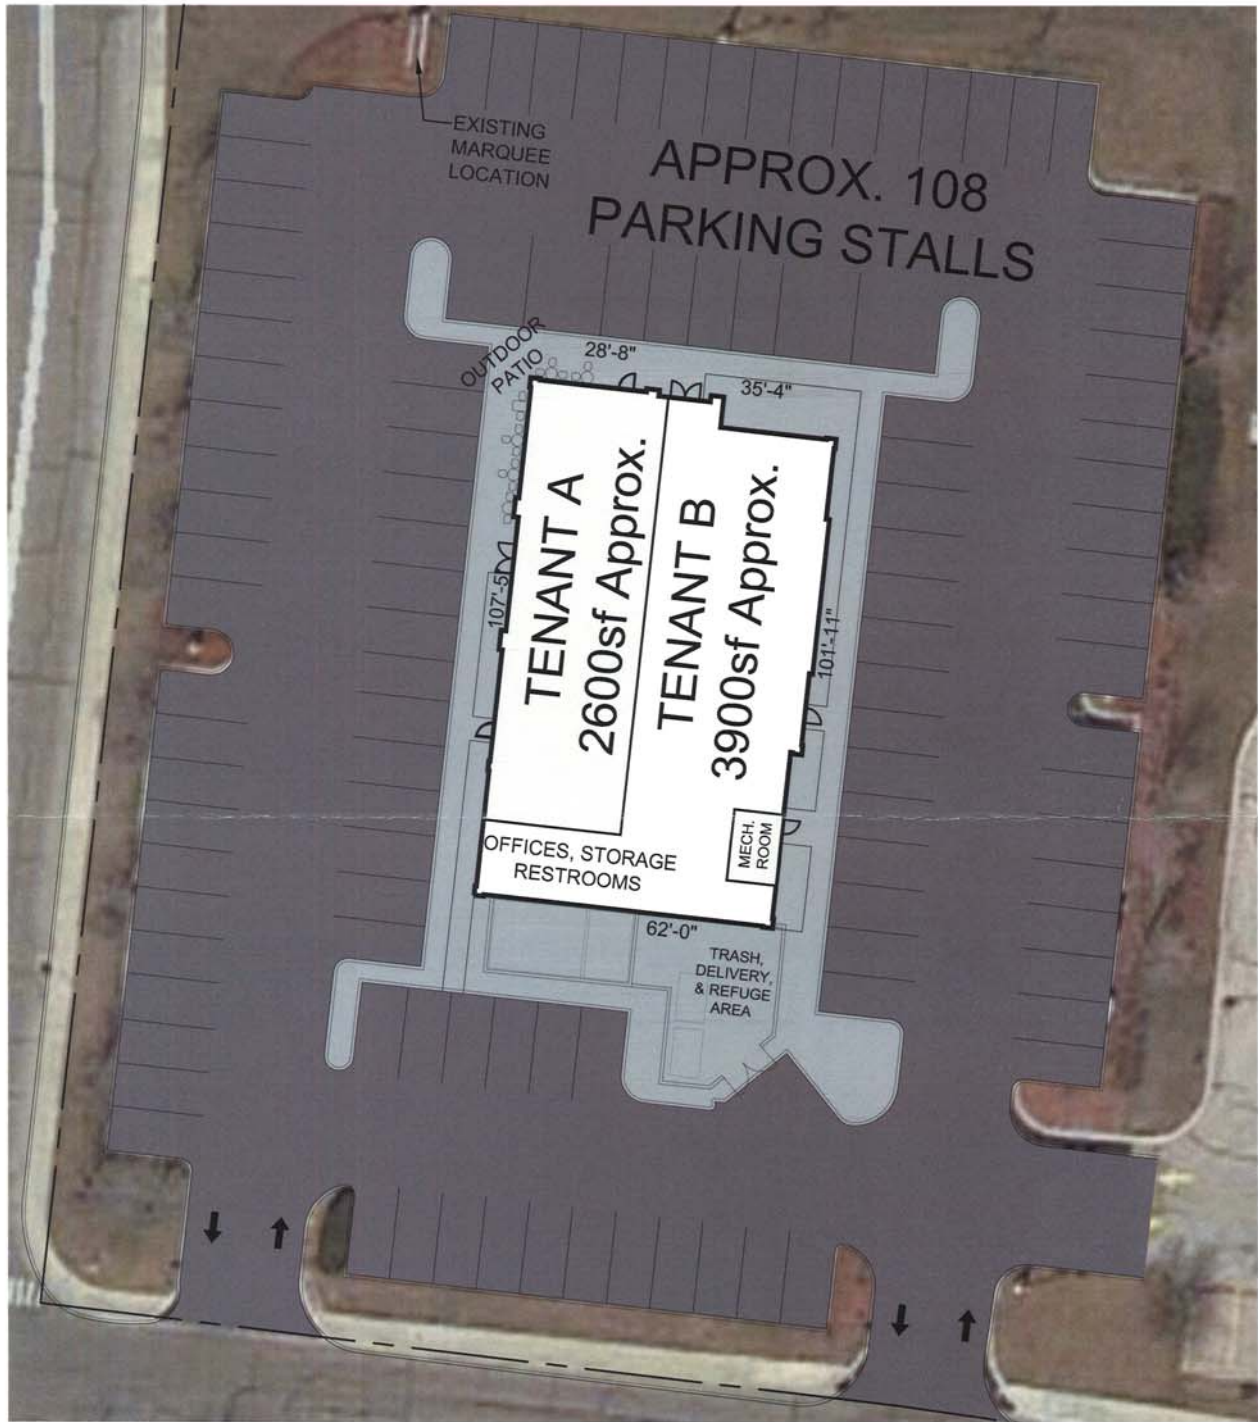 EXISTING
MARQUEE
LOCATION
APPROX. 108
PARKING STALLS
OUTDOOR
PATIO
28'-8"
35'-4"
107'-5"
TENANT A
2600sf Approx.
TENANT B
3900sf Approx.
101'-11"
OFFICES, STORAGE
RESTROOMS
MECH.
ROOM
62'-0"
TRASH,
DELIVERY,
& REFUGE
AREA